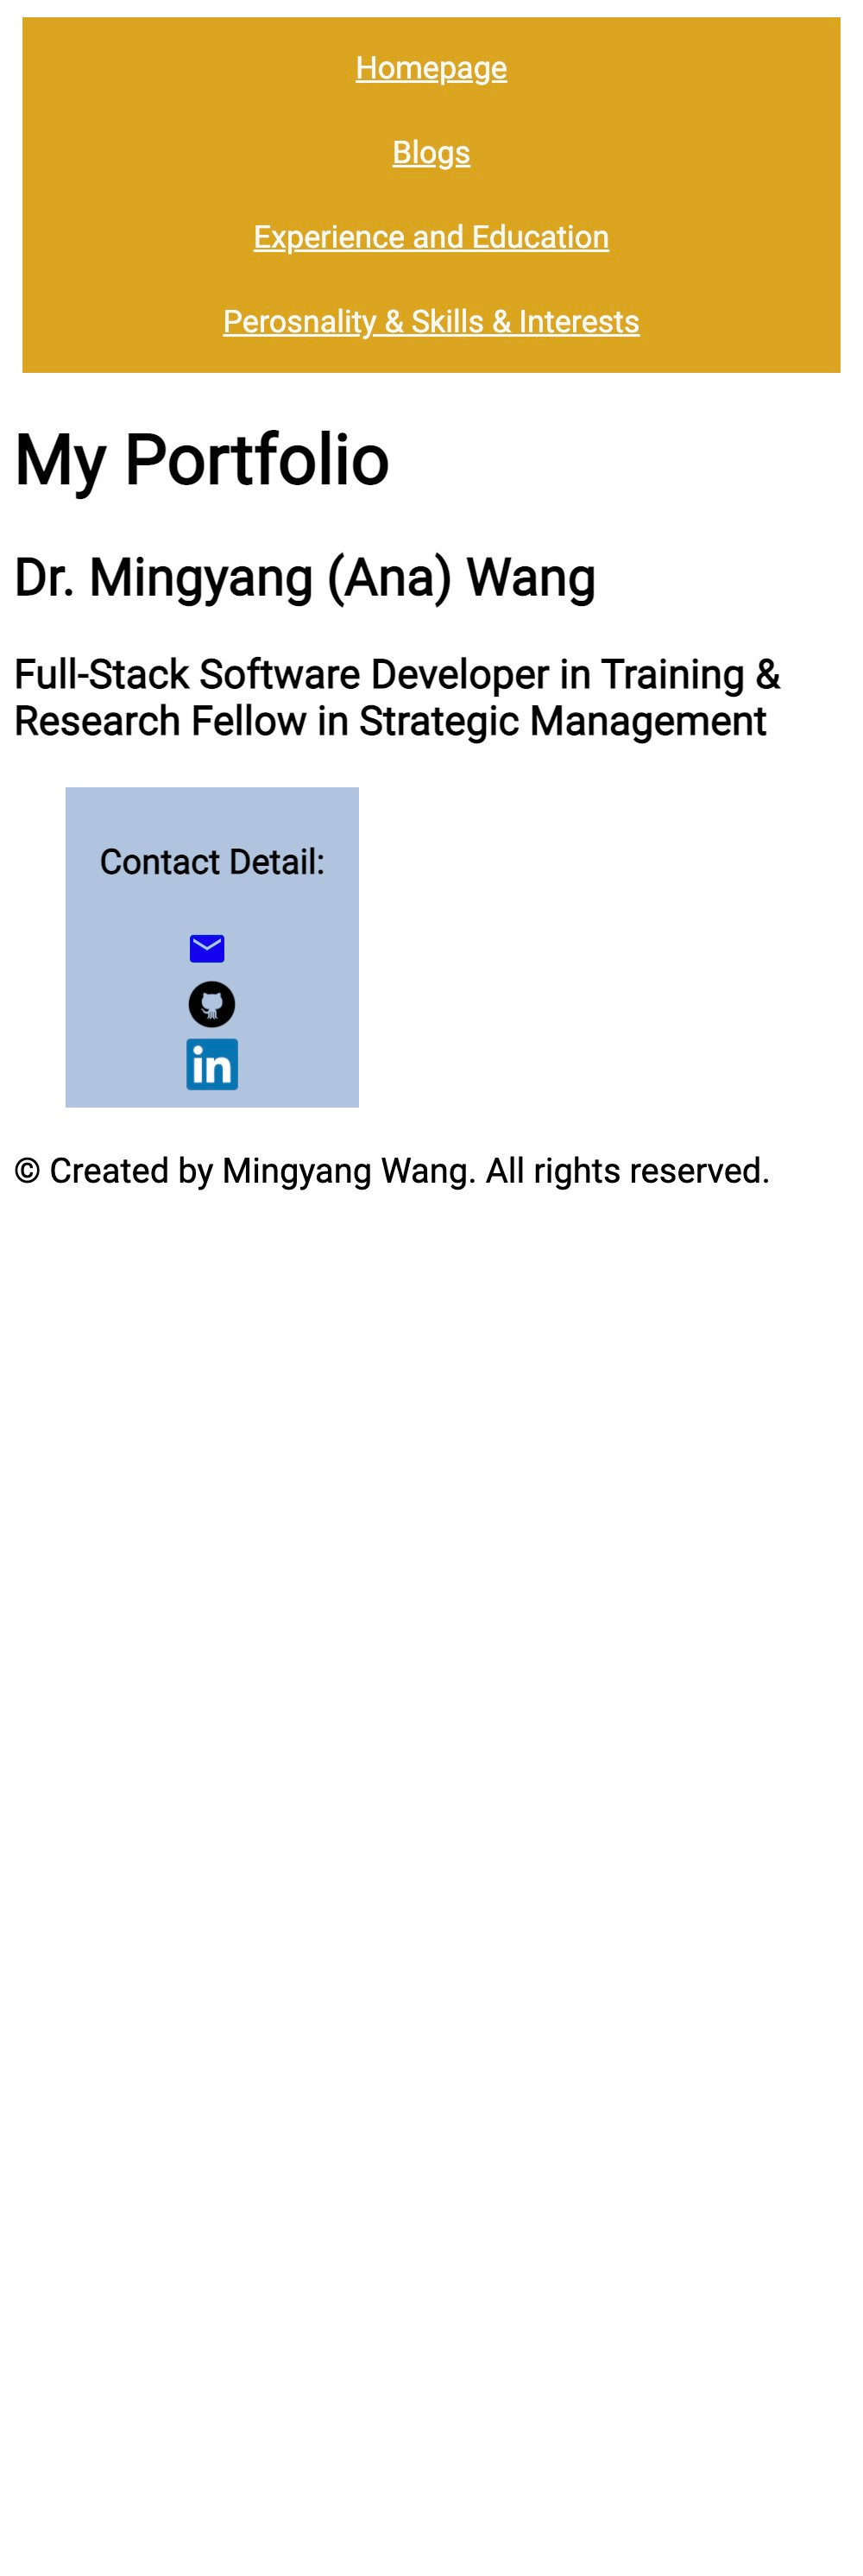 Homepage
Blogs
Experience and Education
Perosnality & Skills & Interests
My Portfolio
Dr. Mingyang (Ana) Wang
Full-Stack Software Developer in Training &
Research Fellow in Strategic Management
Contact Detail:
in
© Created by Mingyang Wang. All rights reserved.